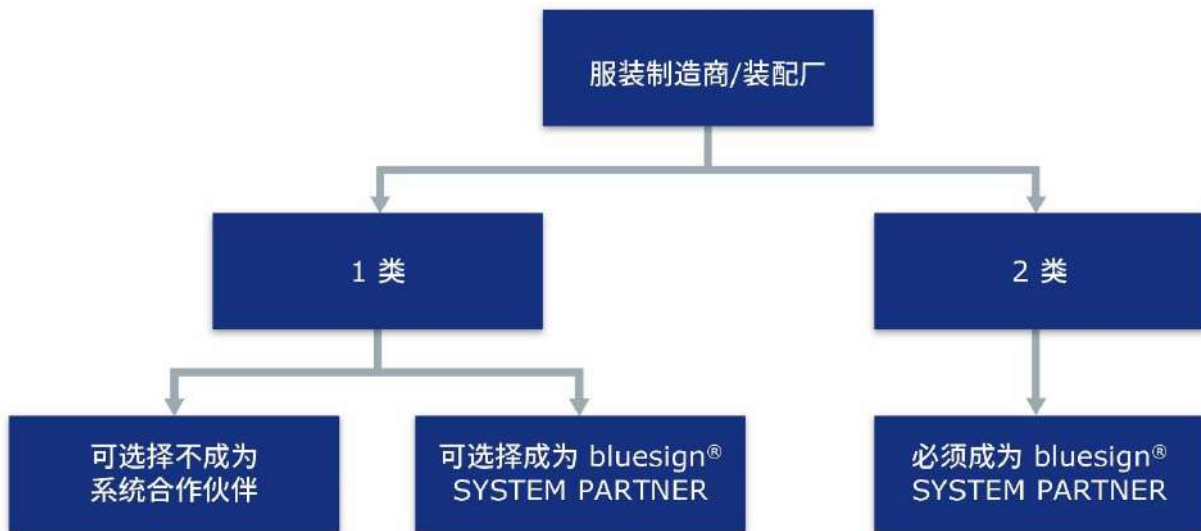 服装制造商/装配厂
1 类
2 类
可选择不成为
系统合作伙伴
可选择成为 bluesign®
SYSTEM PARTNER
必须成为 bluesign®
SYSTEM PARTNER